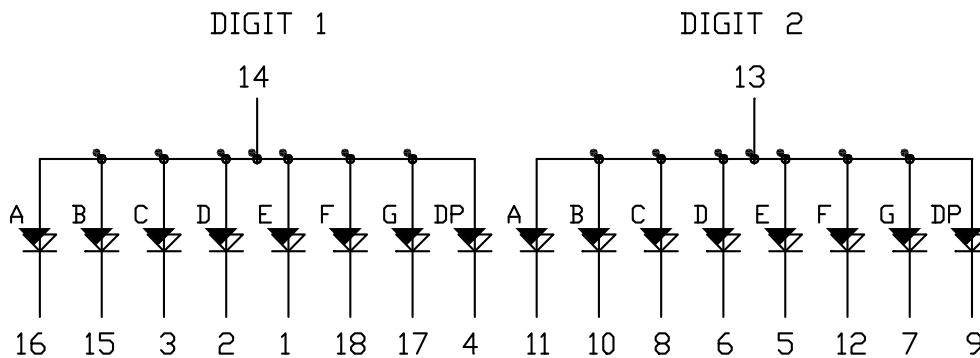 DIGIT 1 DIGIT 2
14 13
A B C D E F G DP A B C D E F G DP
16 15 3 2 1 18 17 4 11 10 8 6 5 12 7 9